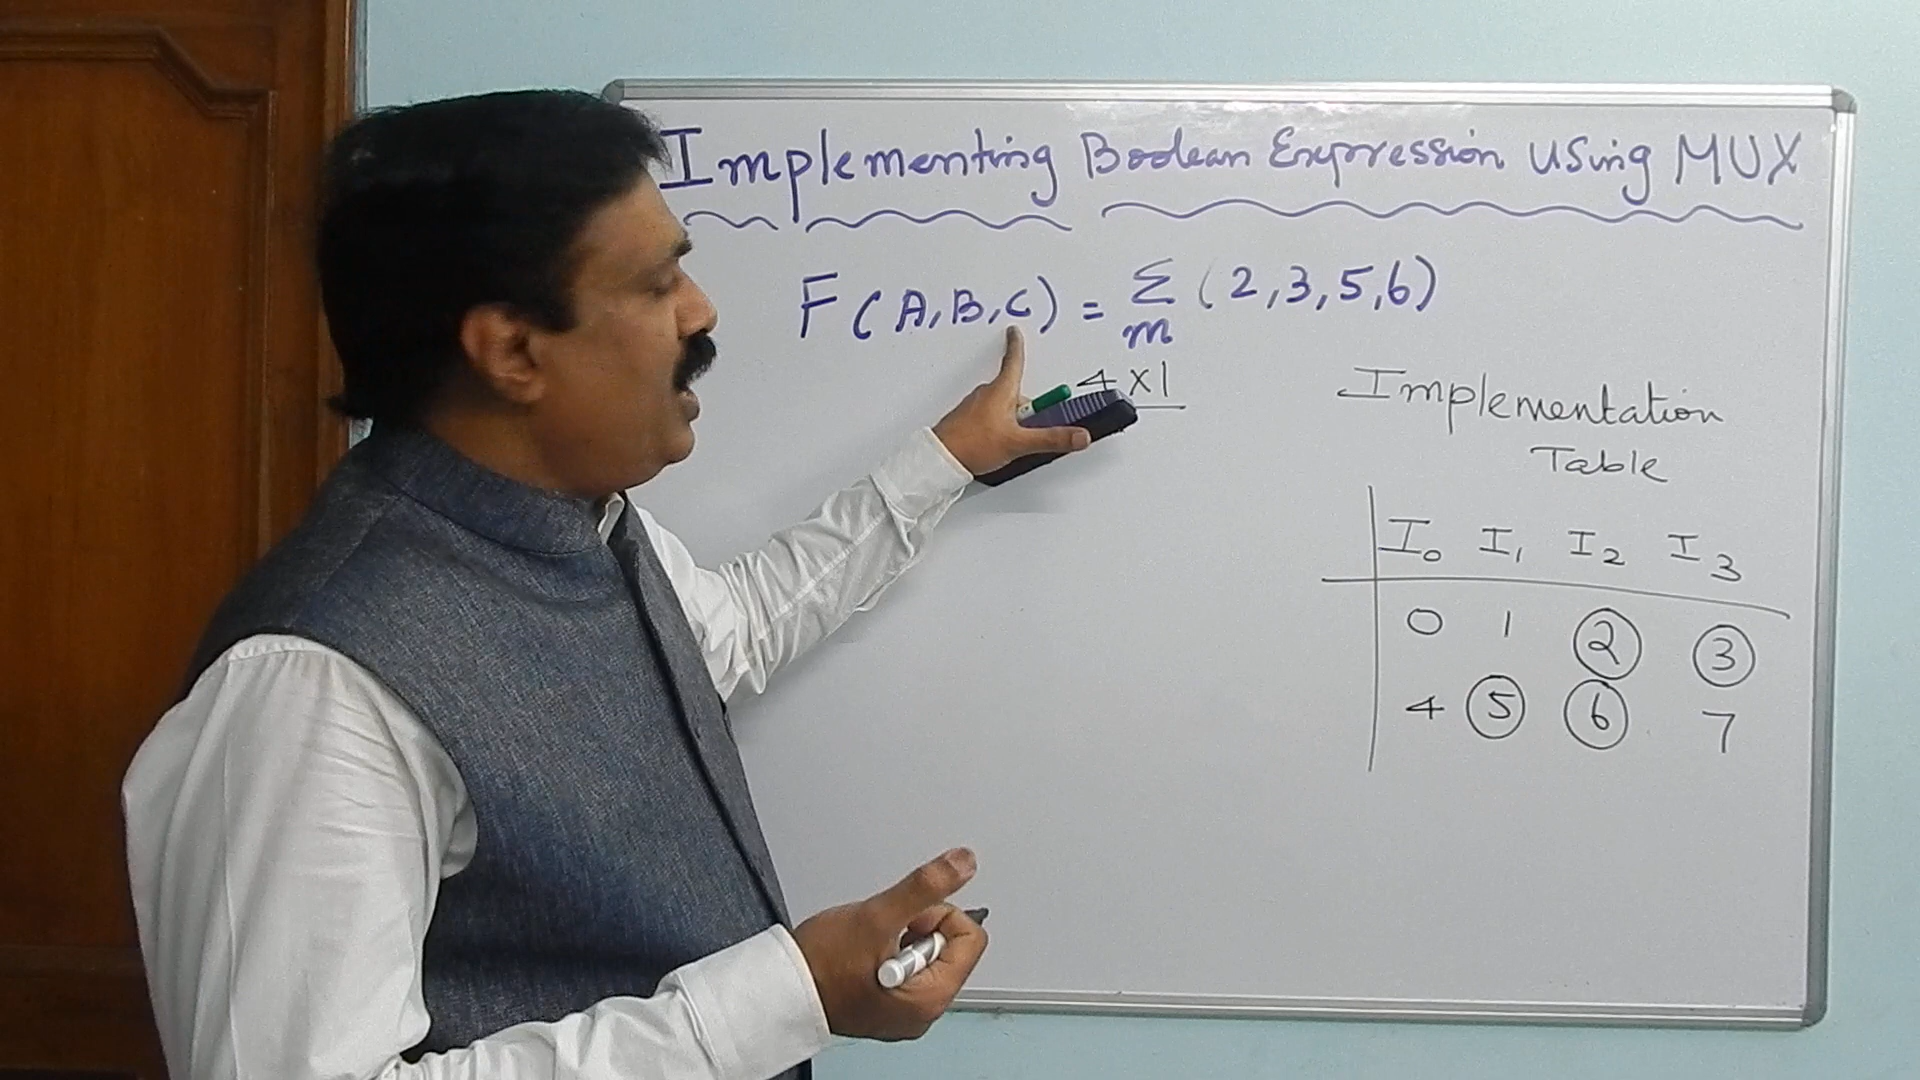 Implementing Boolean Expression using MUX
F(A,B,C) = Σm (2,3,5,6)
4x1
Implementation
Table
I0 I1 I2 I3
0 1 2 3
4 5 6 7